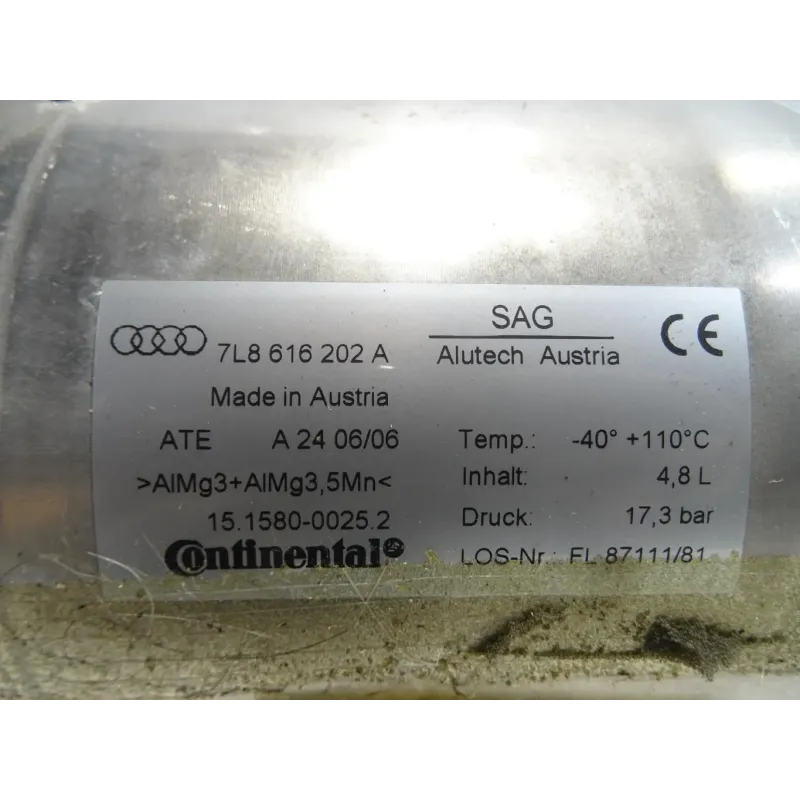 7L8 616 202 A
Made in Austria
ATE A 24 06/06
>AlMg3+AlMg3,5Mn<
15.1580-0025.2
Continental
SAG
Alutech Austria
CE
Temp.: -40° +110°C
Inhalt: 4,8 L
Druck: 17,3 bar
LOS-Nr.: FL 87111/81